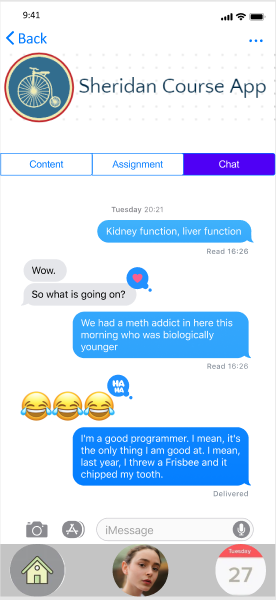 9:41
Back
Sheridan Course App
Content Assignment Chat
Tuesday 20:21
Kidney function, liver function
Read 16:26
Wow.
So what is going on?
We had a meth addict in here this
morning who was biologically
younger
Read 16:26
HA
HA
I'm a good programmer. I mean, it's
the only thing I am good at. I mean,
last year, I threw a Frisbee and it
chipped my tooth.
Delivered
iMessage
Tuesday
27